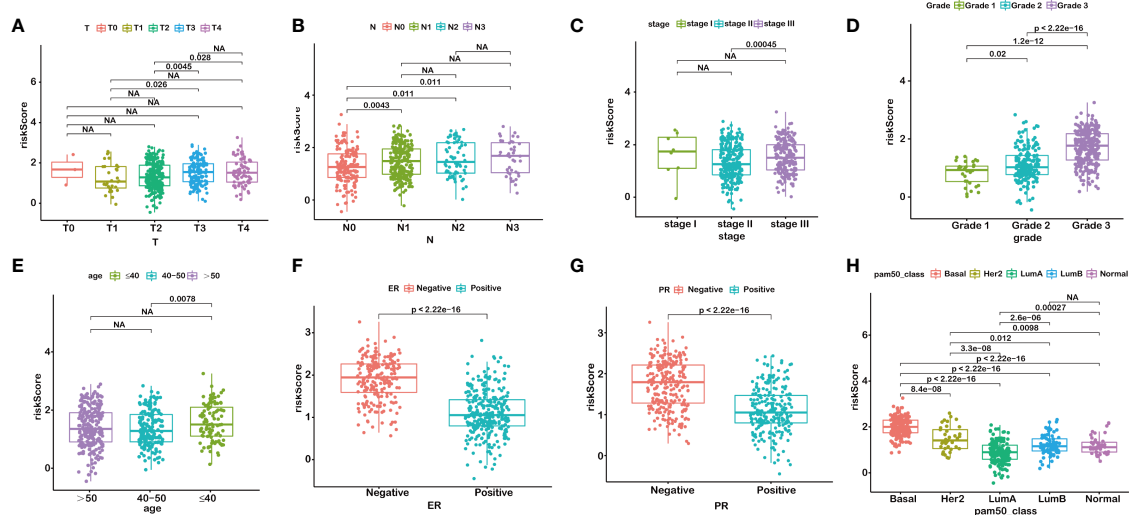 A
T T0 T1 T2 T3 T4
riskScore
6
4
2
0
NA
0.028
0.0045
NA
0.026
NA
NA
NA
NA
T0 T1 T2 T3 T4
T
B
N N0 N1 N2 N3
riskScore
6
4
2
0
NA
NA
NA
0.011
0.011
0.0043
N0 N1 N2 N3
N
C
stage stage I stage II stage III
riskScore
6
4
2
0
0.00045
NA
NA
stage I stage II stage III
stage
D
Grade Grade 1 Grade 2 Grade 3
riskScore
4
2
0
p < 2.22e−16
1.2e−12
0.02
Grade 1 Grade 2 Grade 3
grade
E
age ≤40 40−50 >50
riskScore
4
2
0
0.0078
NA
NA
>50 40−50 ≤40
age
F
ER Negative Positive
riskScore
3
2
1
0
p < 2.22e−16
Negative Positive
ER
G
PR Negative Positive
riskScore
3
2
1
0
p < 2.22e−16
Negative Positive
PR
H
pam50_class Basal Her2 LumA LumB Normal
riskScore
6
4
2
0
NA
0.00027
2.6e−06
0.0098
0.012
3.3e−08
p < 2.22e−16
p < 2.22e−16
p < 2.22e−16
8.4e−08
Basal Her2 LumA LumB Normal
pam50_class